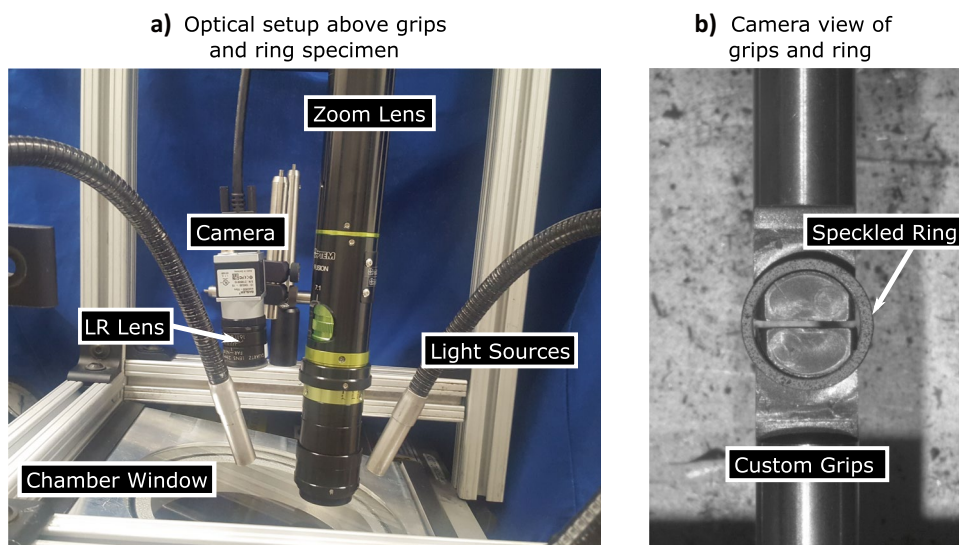 a) Optical setup above grips
and ring specimen
b) Camera view of
grips and ring
Zoom Lens
Camera
LR Lens
Light Sources
Chamber Window
Speckled Ring
Custom Grips